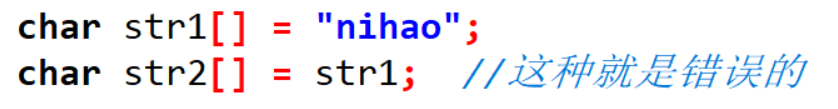 char str1[] = "nihao";
char str2[] = str1;  //这种就是错误的